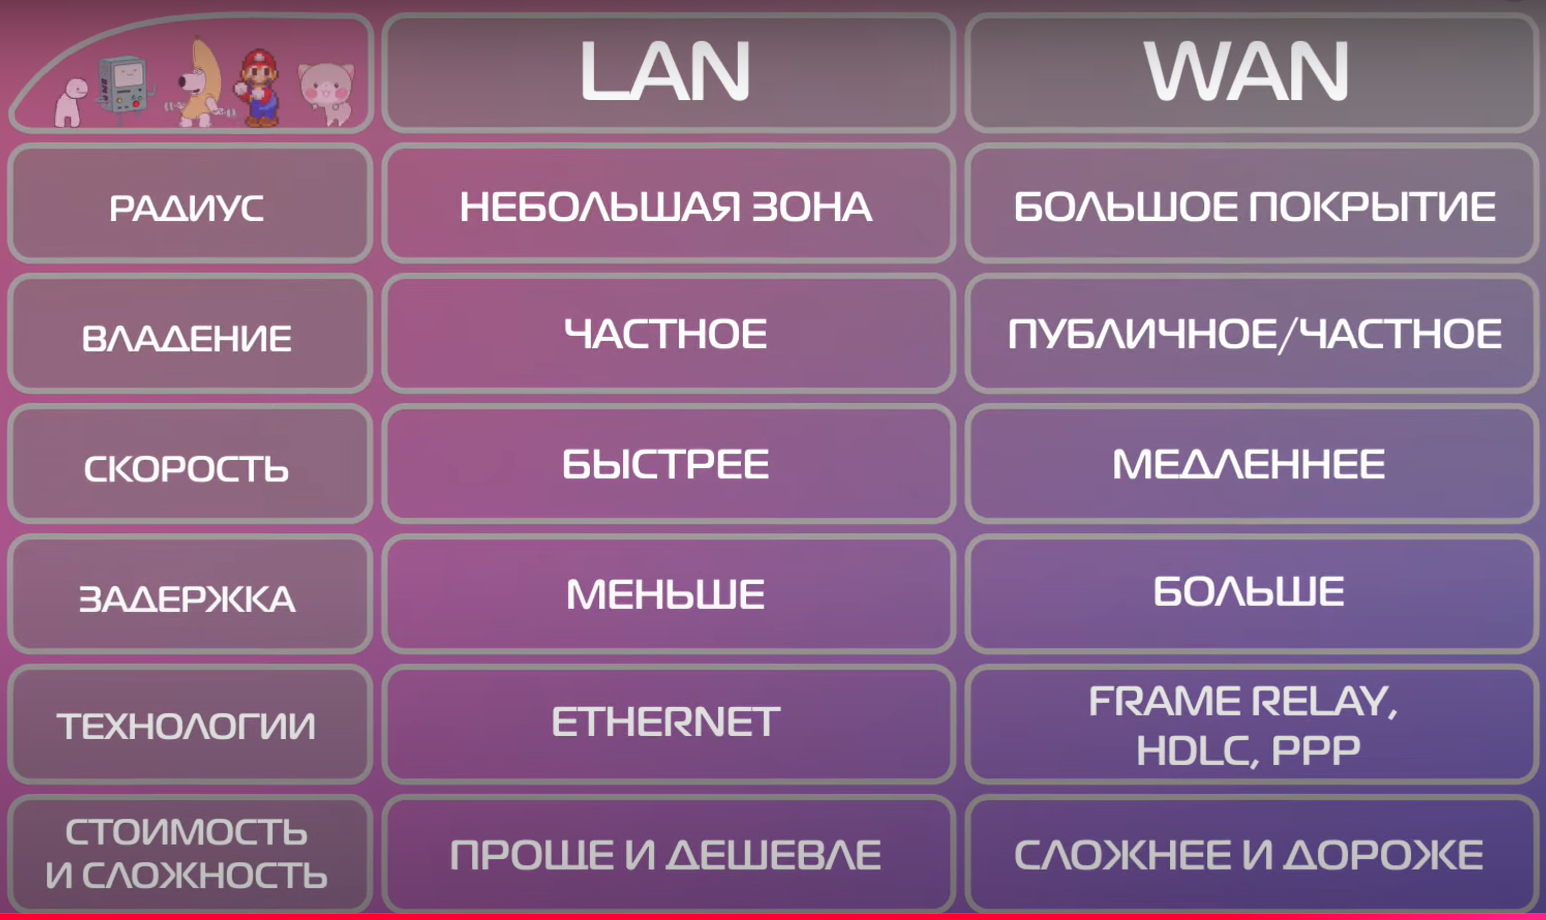 LAN
WAN
РАДИУС
НЕБОЛЬШАЯ ЗОНА
БОЛЬШОЕ ПОКРЫТИЕ
ВЛАДЕНИЕ
ЧАСТНОЕ
ПУБЛИЧНОЕ/ЧАСТНОЕ
СКОРОСТЬ
БЫСТРЕЕ
МЕДЛЕННЕЕ
ЗАДЕРЖКА
МЕНЬШЕ
БОЛЬШЕ
ТЕХНОЛОГИИ
ETHERNET
FRAME RELAY,
HDLC, PPP
СТОИМОСТЬ
И СЛОЖНОСТЬ
ПРОЩЕ И ДЕШЕВЛЕ
СЛОЖНЕЕ И ДОРОЖЕ